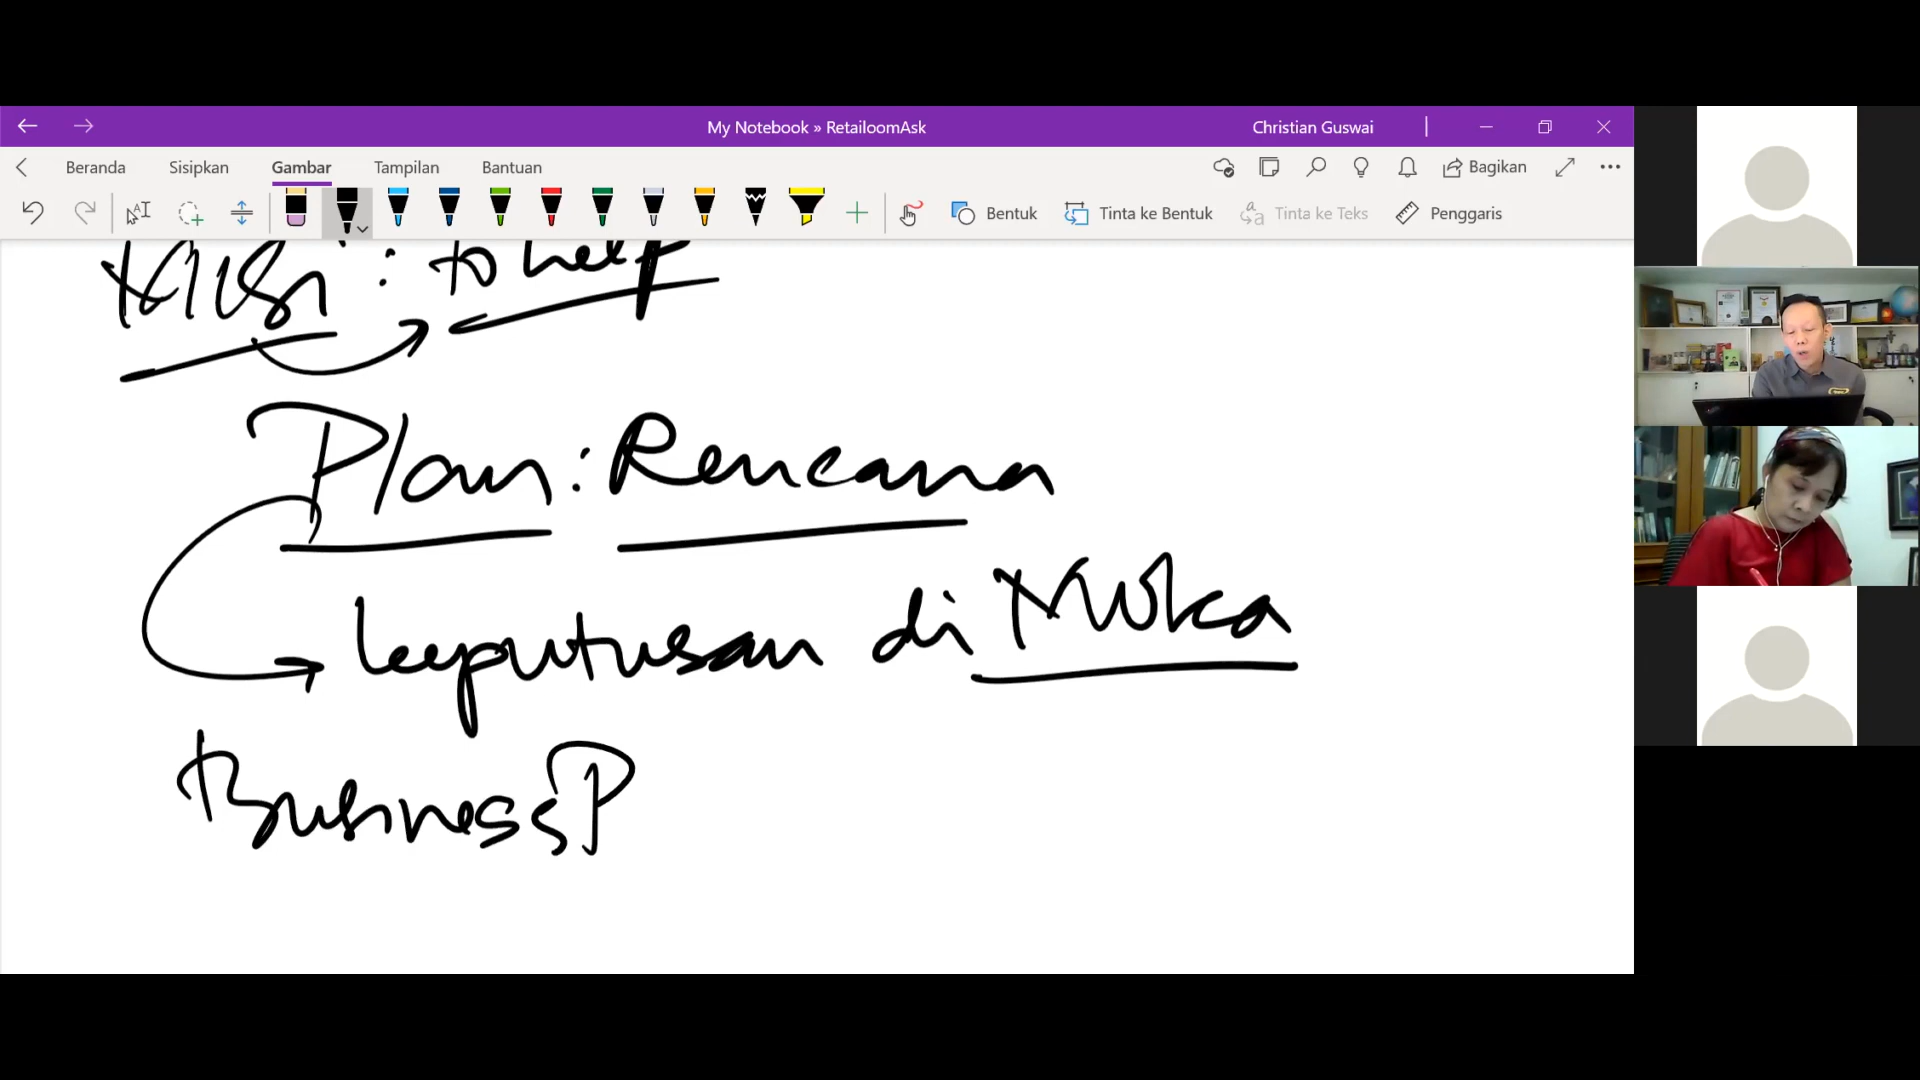 My Notebook » RetailoomAsk
Christian Guswai
Beranda Sisipkan Gambar Tampilan Bantuan Bagikan
Bentuk Tinta ke Bentuk Tinta ke Teks Penggaris
Misi : to help
Plan : Rencana
keputusan di Muka
Business P